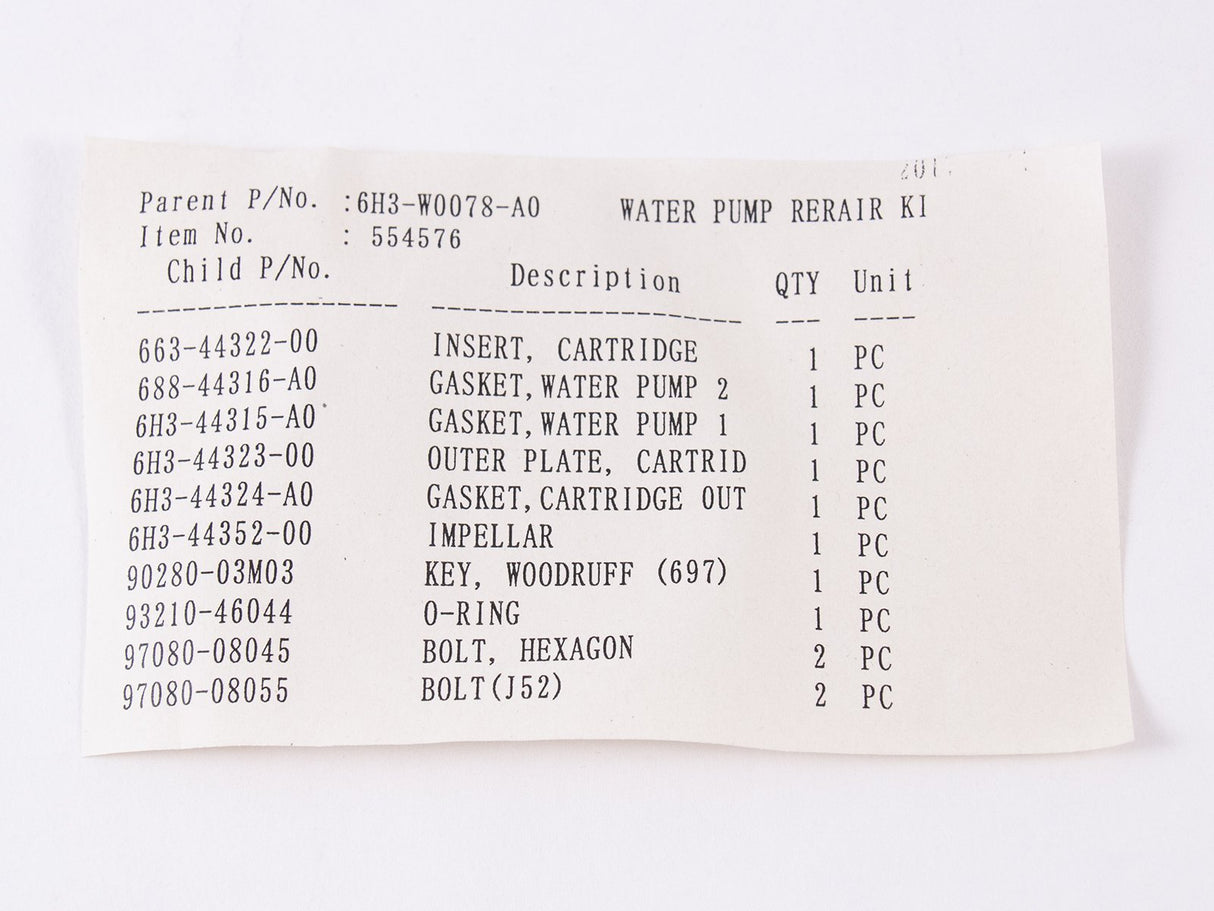 Parent P/No. :6H3-W0078-A0 WATER PUMP RERAIR KI
Item No. : 554576
Child P/No. Description QTY Unit
663-44322-00 INSERT, CARTRIDGE 1 PC
688-44316-A0 GASKET,WATER PUMP 2 1 PC
6H3-44315-A0 GASKET,WATER PUMP 1 1 PC
6H3-44323-00 OUTER PLATE, CARTRID 1 PC
6H3-44324-A0 GASKET,CARTRIDGE OUT 1 PC
6H3-44352-00 IMPELLAR 1 PC
90280-03M03 KEY, WOODRUFF (697) 1 PC
93210-46044 O-RING 1 PC
97080-08045 BOLT, HEXAGON 2 PC
97080-08055 BOLT(J52) 2 PC